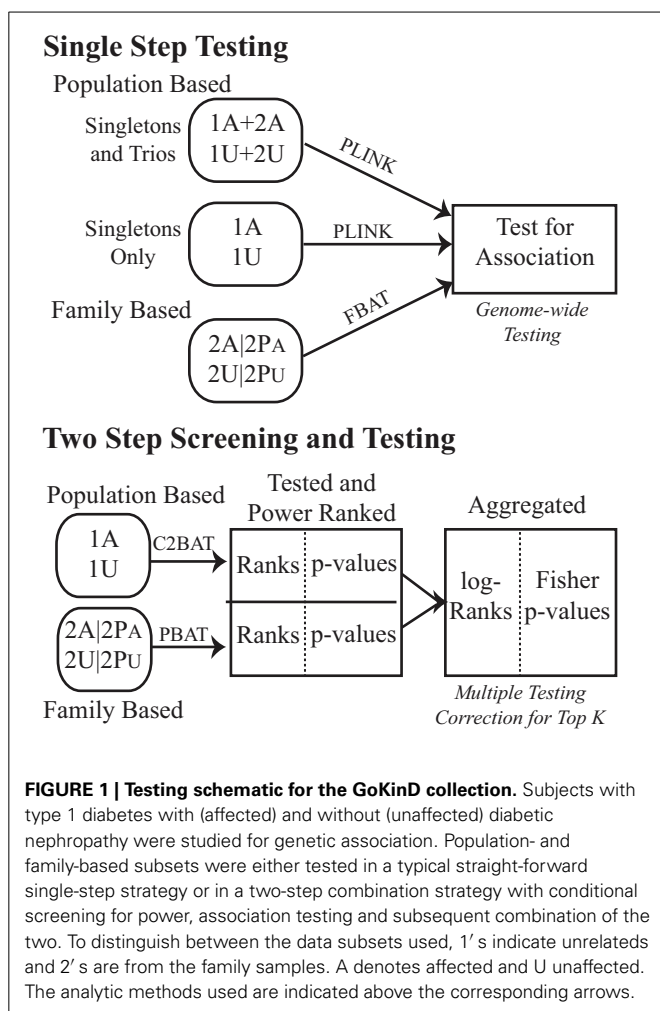 Single Step Testing
Population Based
Singletons
and Trios
1A+2A
1U+2U
PLINK
Singletons
Only
1A
1U
PLINK
Test for
Association
Family Based
2A|2PA
2U|2PU
FBAT
Genome-wide
Testing
Two Step Screening and Testing
Population Based
1A
1U
C2BAT
2A|2PA
2U|2PU
PBAT
Family Based
Tested and
Power Ranked
Ranks p-values
Ranks p-values
Aggregated
log-
Ranks
Fisher
p-values
Multiple Testing
Correction for Top K
FIGURE 1 | Testing schematic for the GoKinD collection. Subjects with
type 1 diabetes with (affected) and without (unaffected) diabetic
nephropathy were studied for genetic association. Population- and
family-based subsets were either tested in a typical straight-forward
single-step strategy or in a two-step combination strategy with conditional
screening for power, association testing and subsequent combination of the
two. To distinguish between the data subsets used, 1′ s indicate unrelateds
and 2′ s are from the family samples. A denotes affected and U unaffected.
The analytic methods used are indicated above the corresponding arrows.